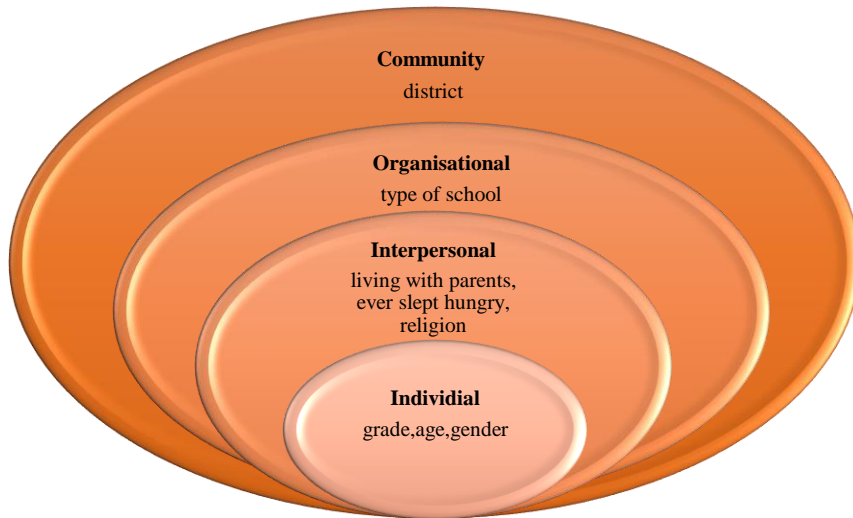 Community
district
Organisational
type of school
Interpersonal
living with parents,
ever slept hungry,
religion
Individial
grade,age,gender